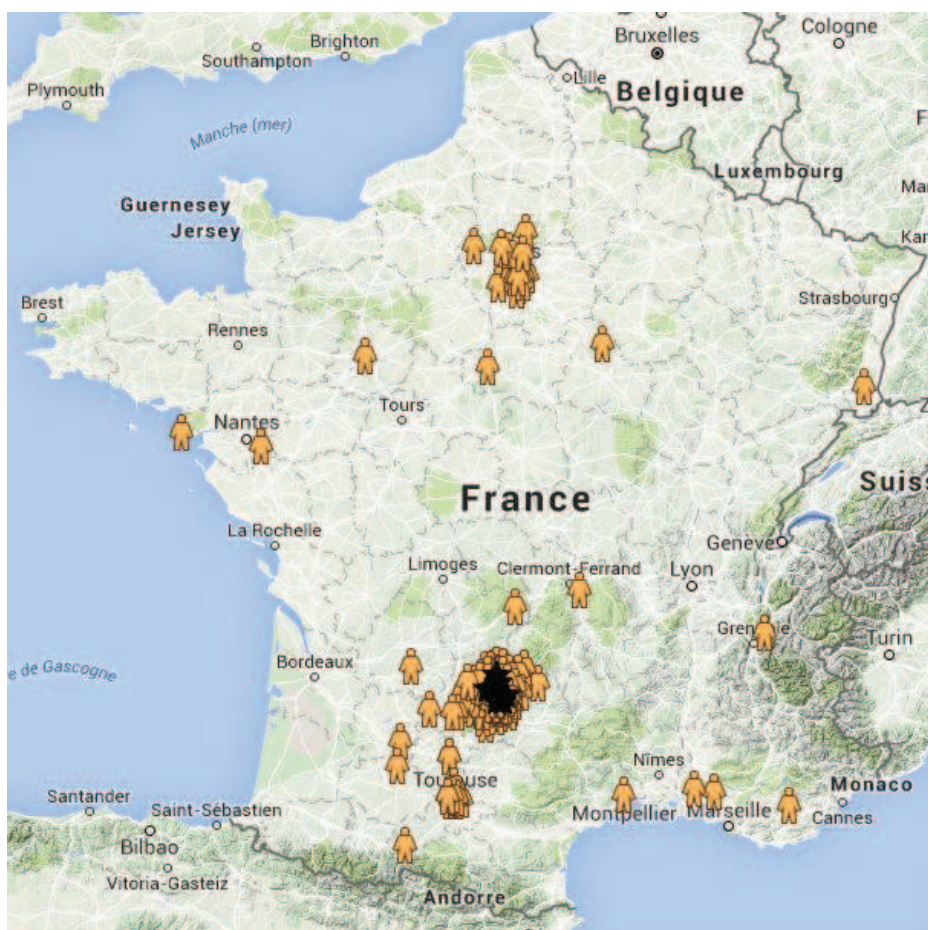 Brighton
Southampton
Plymouth
Manche (mer)
Bruxelles
Cologne
Lille
Belgique
Luxembourg
Guernesey
Jersey
Brest
Rennes
Strasbourg
Tours
Nantes
France
Suiss
La Rochelle
Genève
Limoges
Clermont-Ferrand
Lyon
Turin
Bordeaux
e de Gascogne
Nîmes
Monaco
Santander
Saint-Sébastien
Montpellier
Marseille
Cannes
Bilbao
Vitoria-Gasteiz
Andorre